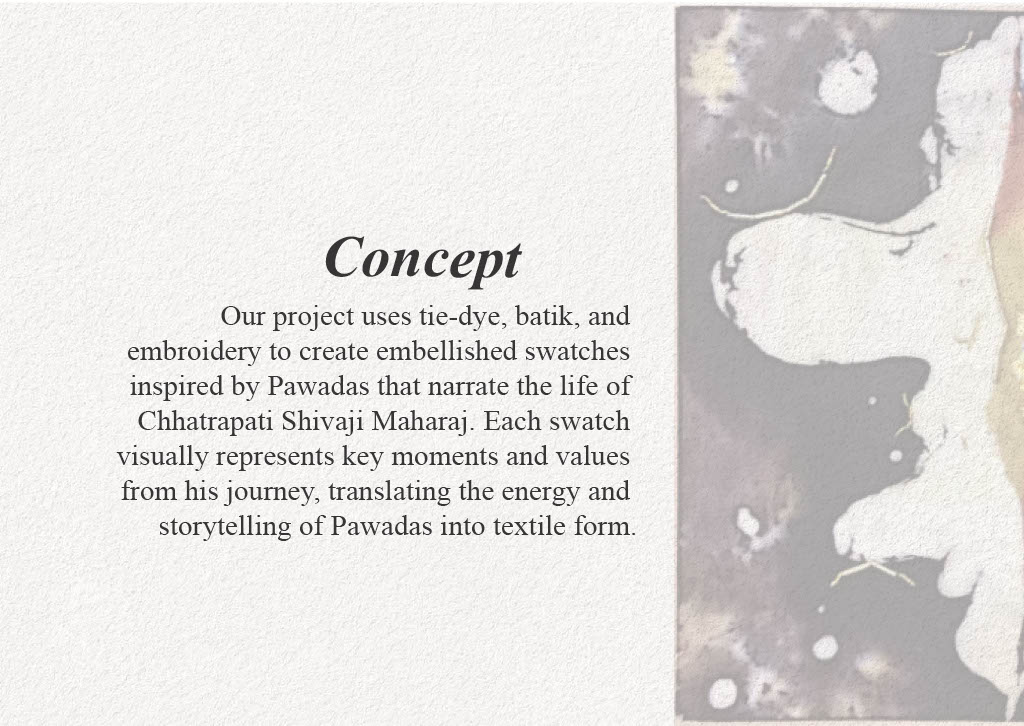 Concept
Our project uses tie-dye, batik, and
embroidery to create embellished swatches
inspired by Pawadas that narrate the life of
Chhatrapati Shivaji Maharaj. Each swatch
visually represents key moments and values
from his journey, translating the energy and
storytelling of Pawadas into textile form.